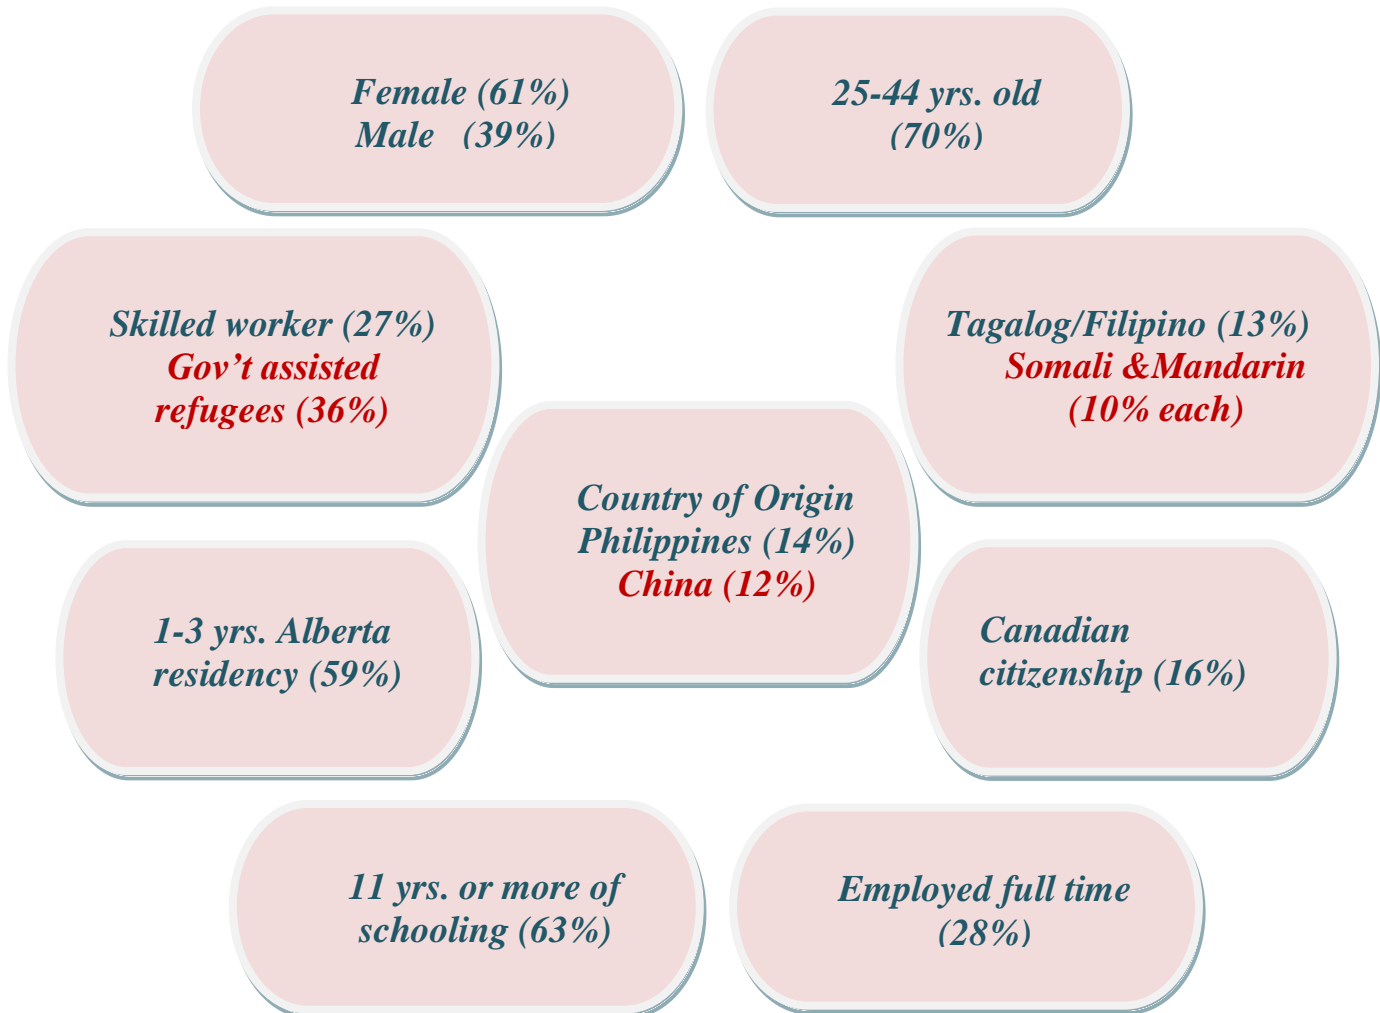 Female (61%)
Male (39%)
25-44 yrs. old
(70%)
Skilled worker (27%)
Gov’t assisted
refugees (36%)
Tagalog/Filipino (13%)
Somali &Mandarin
(10% each)
Country of Origin
Philippines (14%)
China (12%)
1-3 yrs. Alberta
residency (59%)
Canadian
citizenship (16%)
11 yrs. or more of
schooling (63%)
Employed full time
(28%)